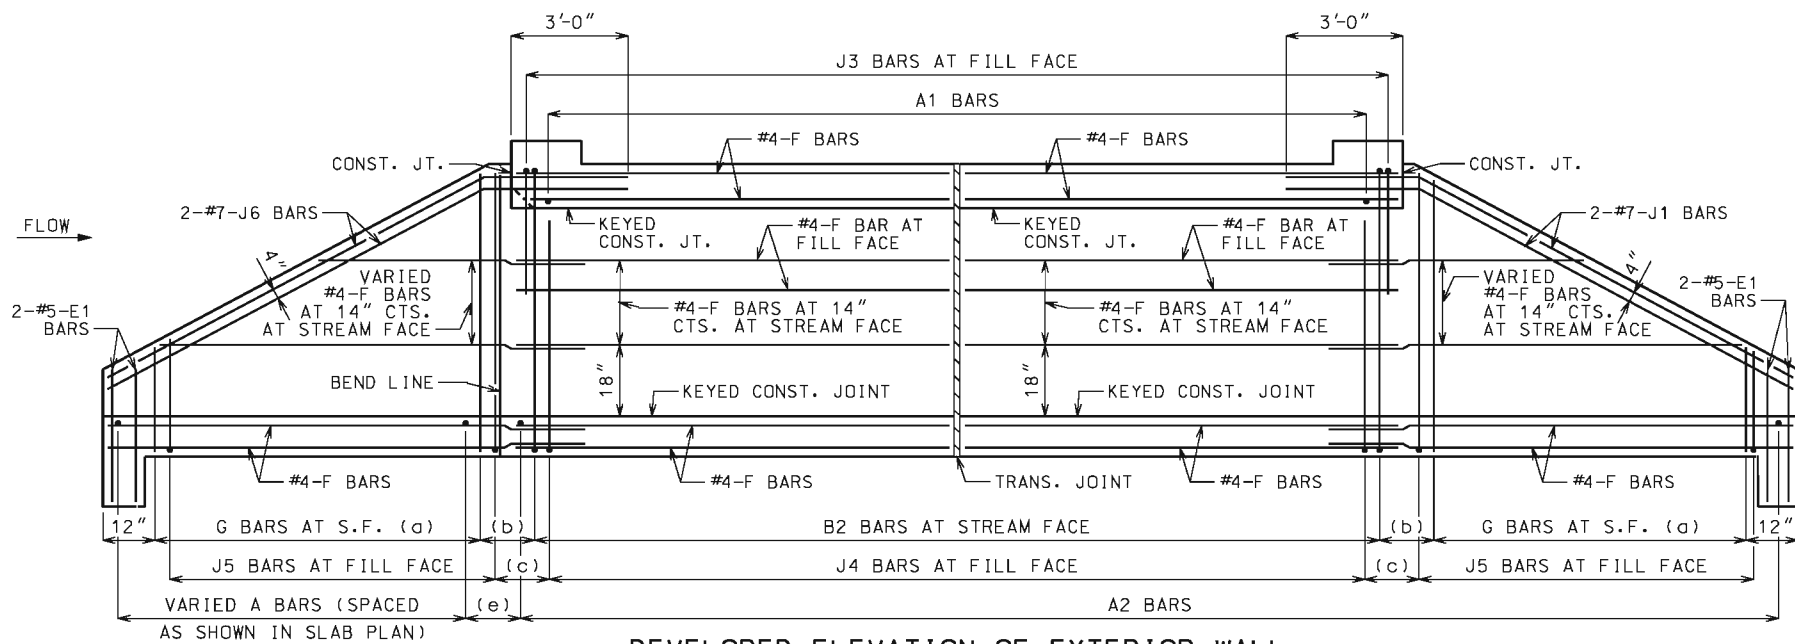 3'-0"
3'-0"
J3 BARS AT FILL FACE
A1 BARS
#4-F BARS
#4-F BARS
CONST. JT.
CONST. JT.
2-#7-J6 BARS
2-#7-J1 BARS
FLOW
KEYED
CONST. JT.
#4-F BAR AT
FILL FACE
KEYED
CONST. JT.
#4-F BAR AT
FILL FACE
4"
4"
VARIED
#4-F BARS
AT 14" CTS.
AT STREAM FACE
#4-F BARS AT 14"
CTS. AT STREAM FACE
#4-F BARS AT 14"
CTS. AT STREAM FACE
VARIED
#4-F BARS
AT 14" CTS.
AT STREAM FACE
2-#5-E1
BARS
2-#5-E1
BARS
BEND LINE
18"
KEYED CONST. JOINT
18"
KEYED CONST. JOINT
#4-F BARS
#4-F BARS
TRANS. JOINT
#4-F BARS
#4-F BARS
12"
G BARS AT S.F. (a)
(b)
B2 BARS AT STREAM FACE
(b)
G BARS AT S.F. (a)
12"
J5 BARS AT FILL FACE
(c)
J4 BARS AT FILL FACE
(c)
J5 BARS AT FILL FACE
VARIED A BARS (SPACED
AS SHOWN IN SLAB PLAN)
(e)
A2 BARS
DEVELOPED ELEVATION OF EXTERIOR WALL